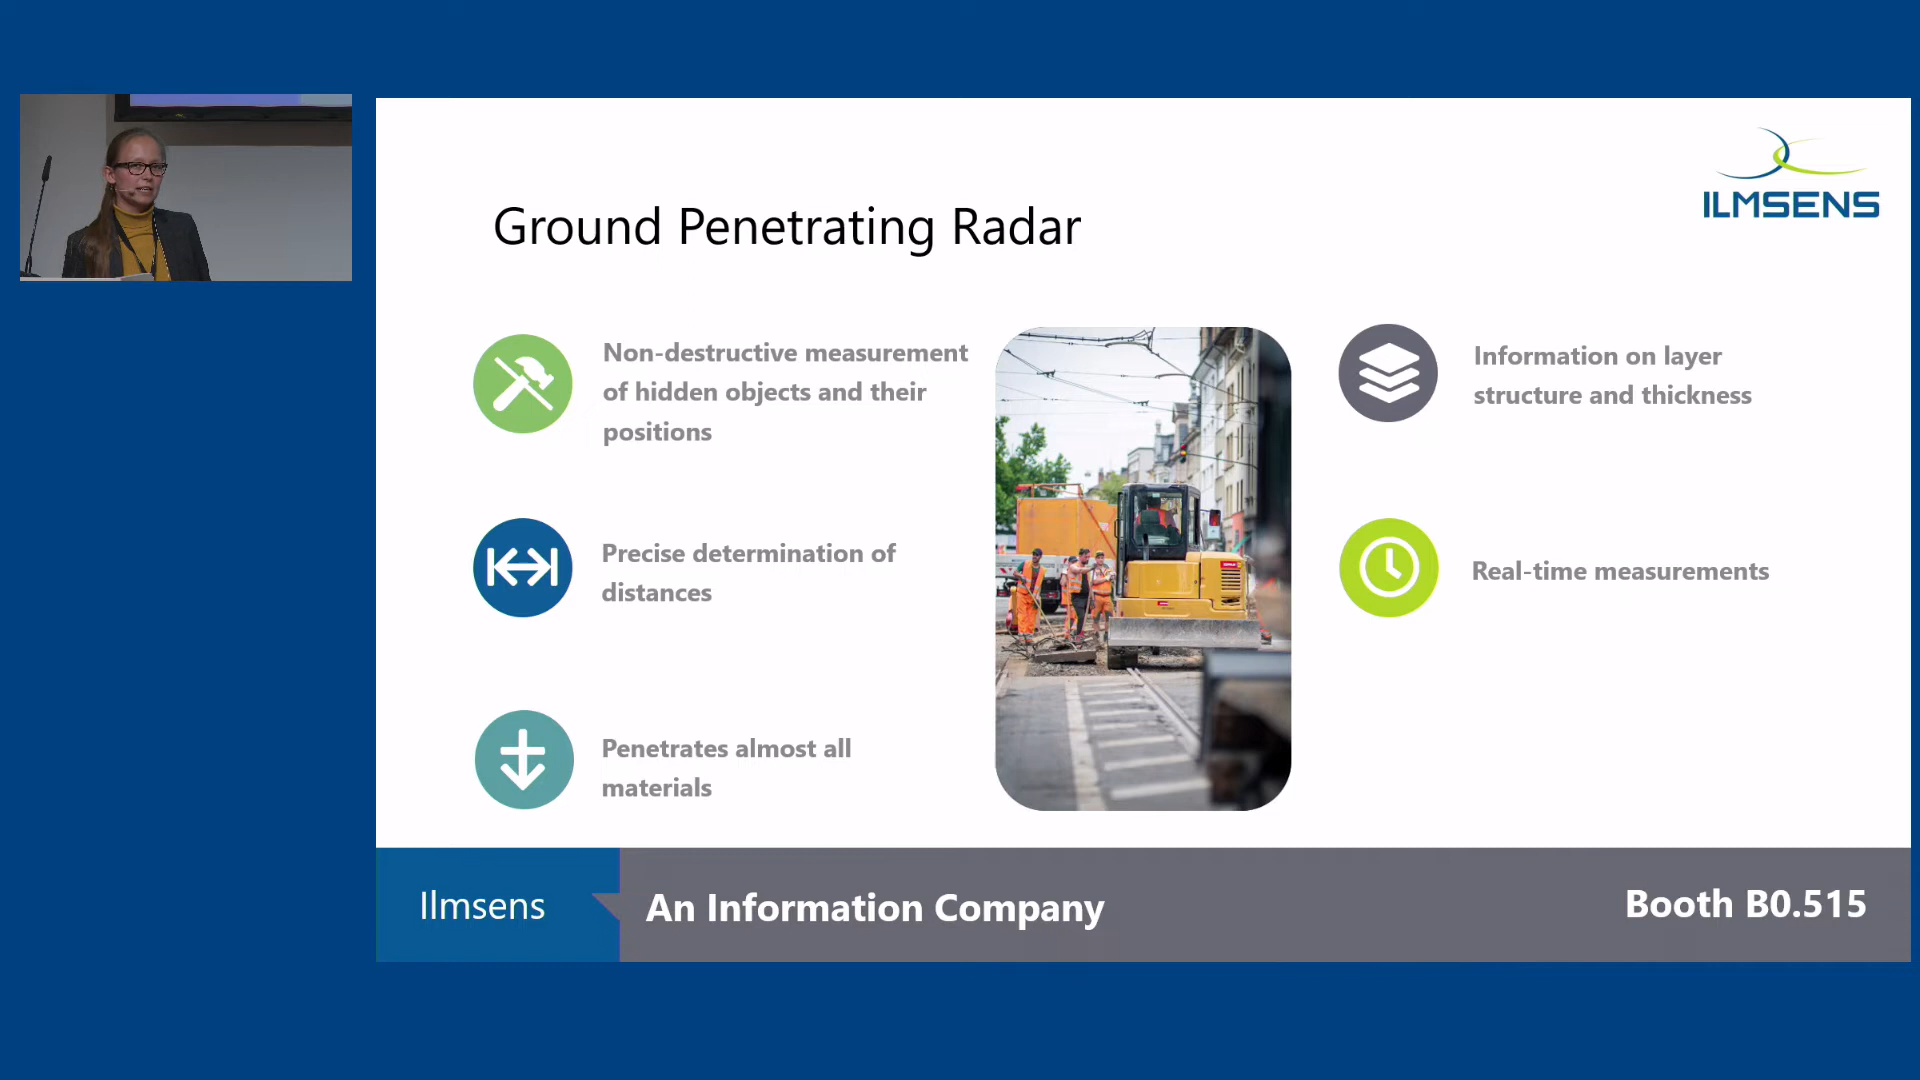 ILMSENS
Ground Penetrating Radar
Non-destructive measurement
of hidden objects and their
positions
Precise determination of
distances
Penetrates almost all
materials
Information on layer
structure and thickness
Real-time measurements
Ilmsens
An Information Company
Booth B0.515